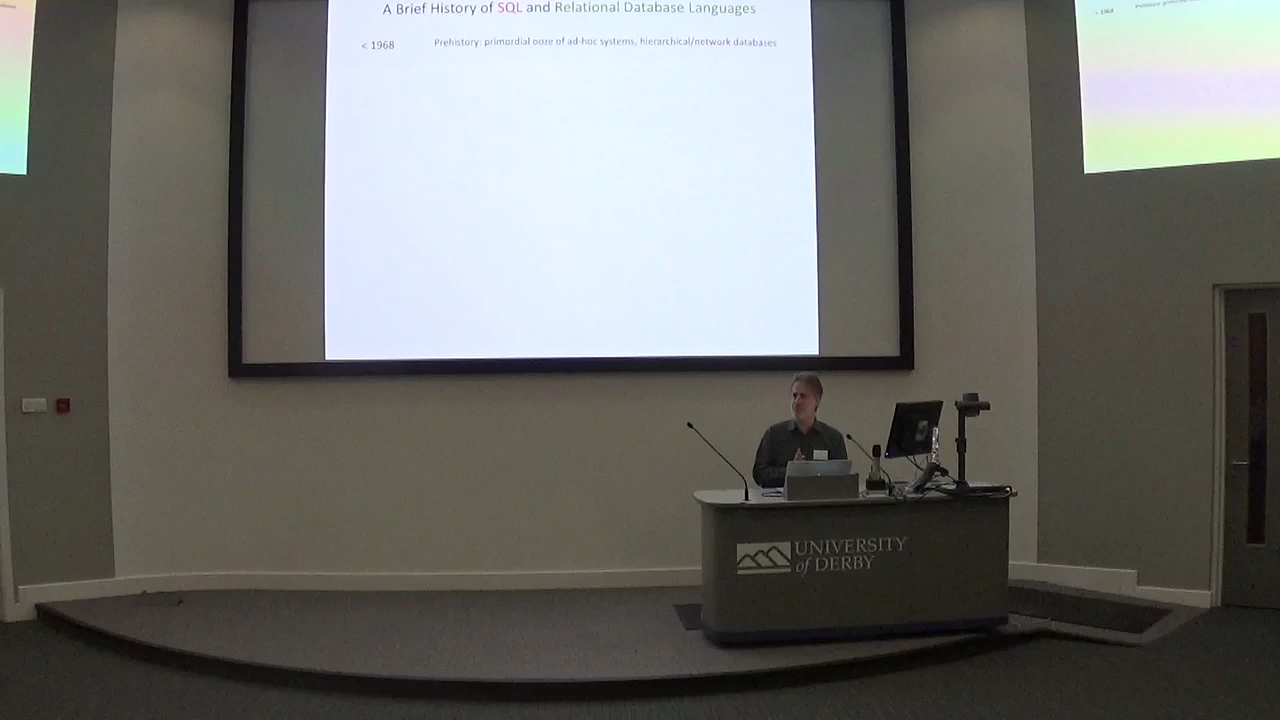 A Brief History of SQL and Relational Database Languages
< 1968 Prehistory: primordial ooze of ad-hoc systems, hierarchical/network databases
< 1968
UNIVERSITY
of DERBY